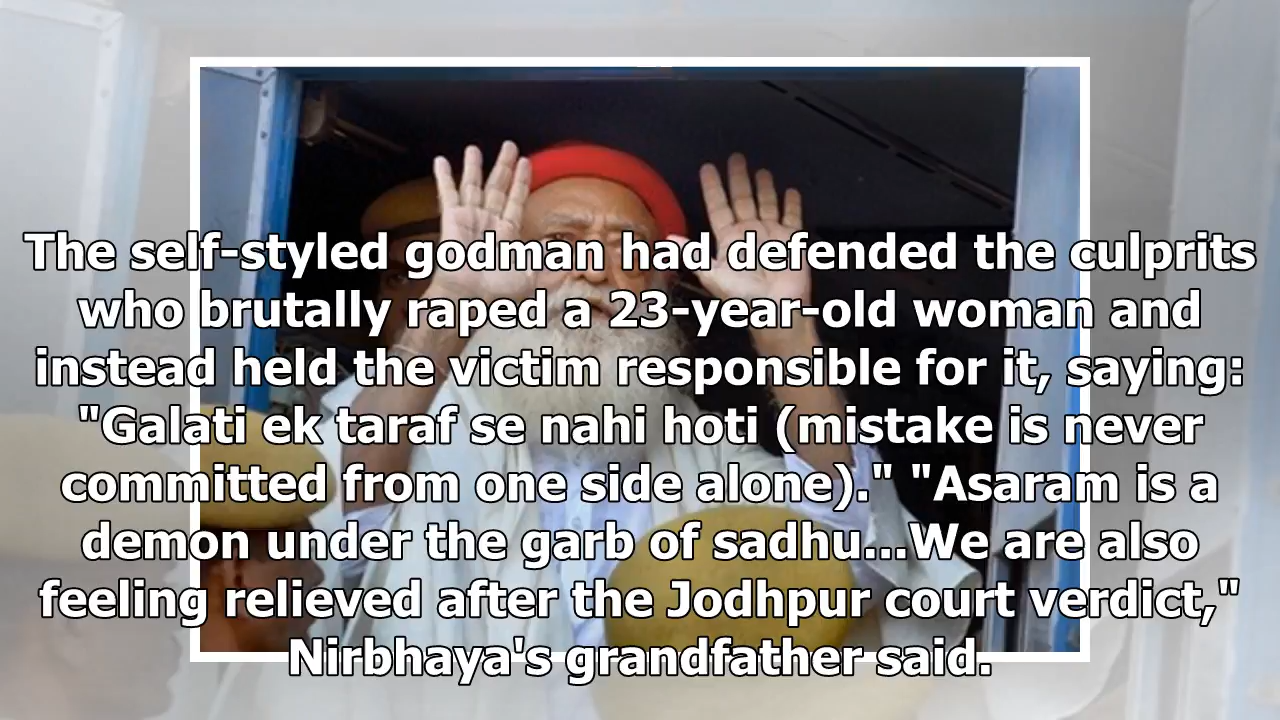 The self-styled godman had defended the culprits
who brutally raped a 23-year-old woman and
instead held the victim responsible for it, saying:
"Galati ek taraf se nahi hoti (mistake is never
committed from one side alone)." "Asaram is a
demon under the garb of sadhu...We are also
feeling relieved after the Jodhpur court verdict,"
Nirbhaya's grandfather said.